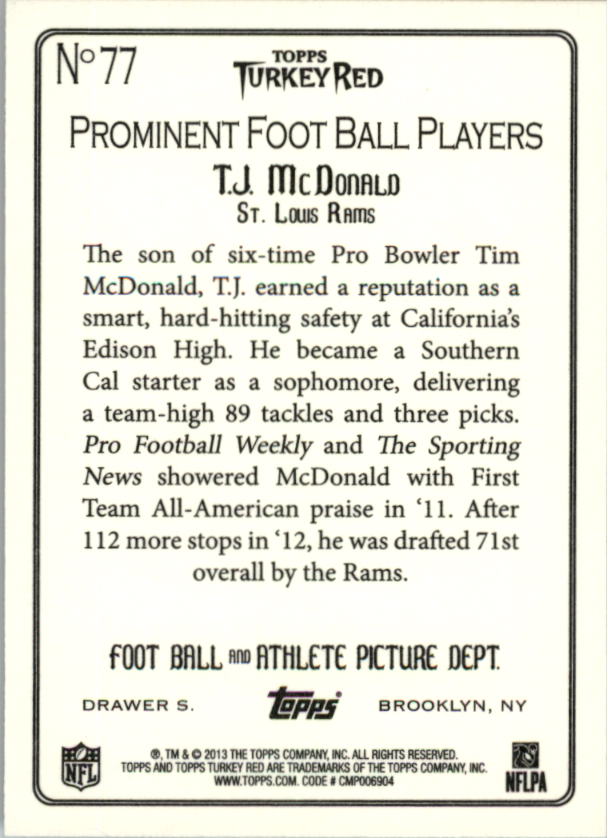 Nº 77
TOPPS
TURKEY RED
PROMINENT FOOT BALL PLAYERS
T.J. McDONALD
ST. LOUIS RAMS
The son of six-time Pro Bowler Tim
McDonald, T.J. earned a reputation as a
smart, hard-hitting safety at California's
Edison High. He became a Southern
Cal starter as a sophomore, delivering
a team-high 89 tackles and three picks.
Pro Football Weekly and The Sporting
News showered McDonald with First
Team All-American praise in ‘11. After
112 more stops in ‘12, he was drafted 71st
overall by the Rams.
FOOT BALL AND ATHLETE PICTURE DEPT.
DRAWER S. topps BROOKLYN, NY
®, TM & © 2013 THE TOPPS COMPANY, INC. ALL RIGHTS RESERVED.
TOPPS AND TOPPS TURKEY RED ARE TRADEMARKS OF THE TOPPS COMPANY, INC.
WWW.TOPPS.COM. CODE # CMP006904
NFL
NFLPA